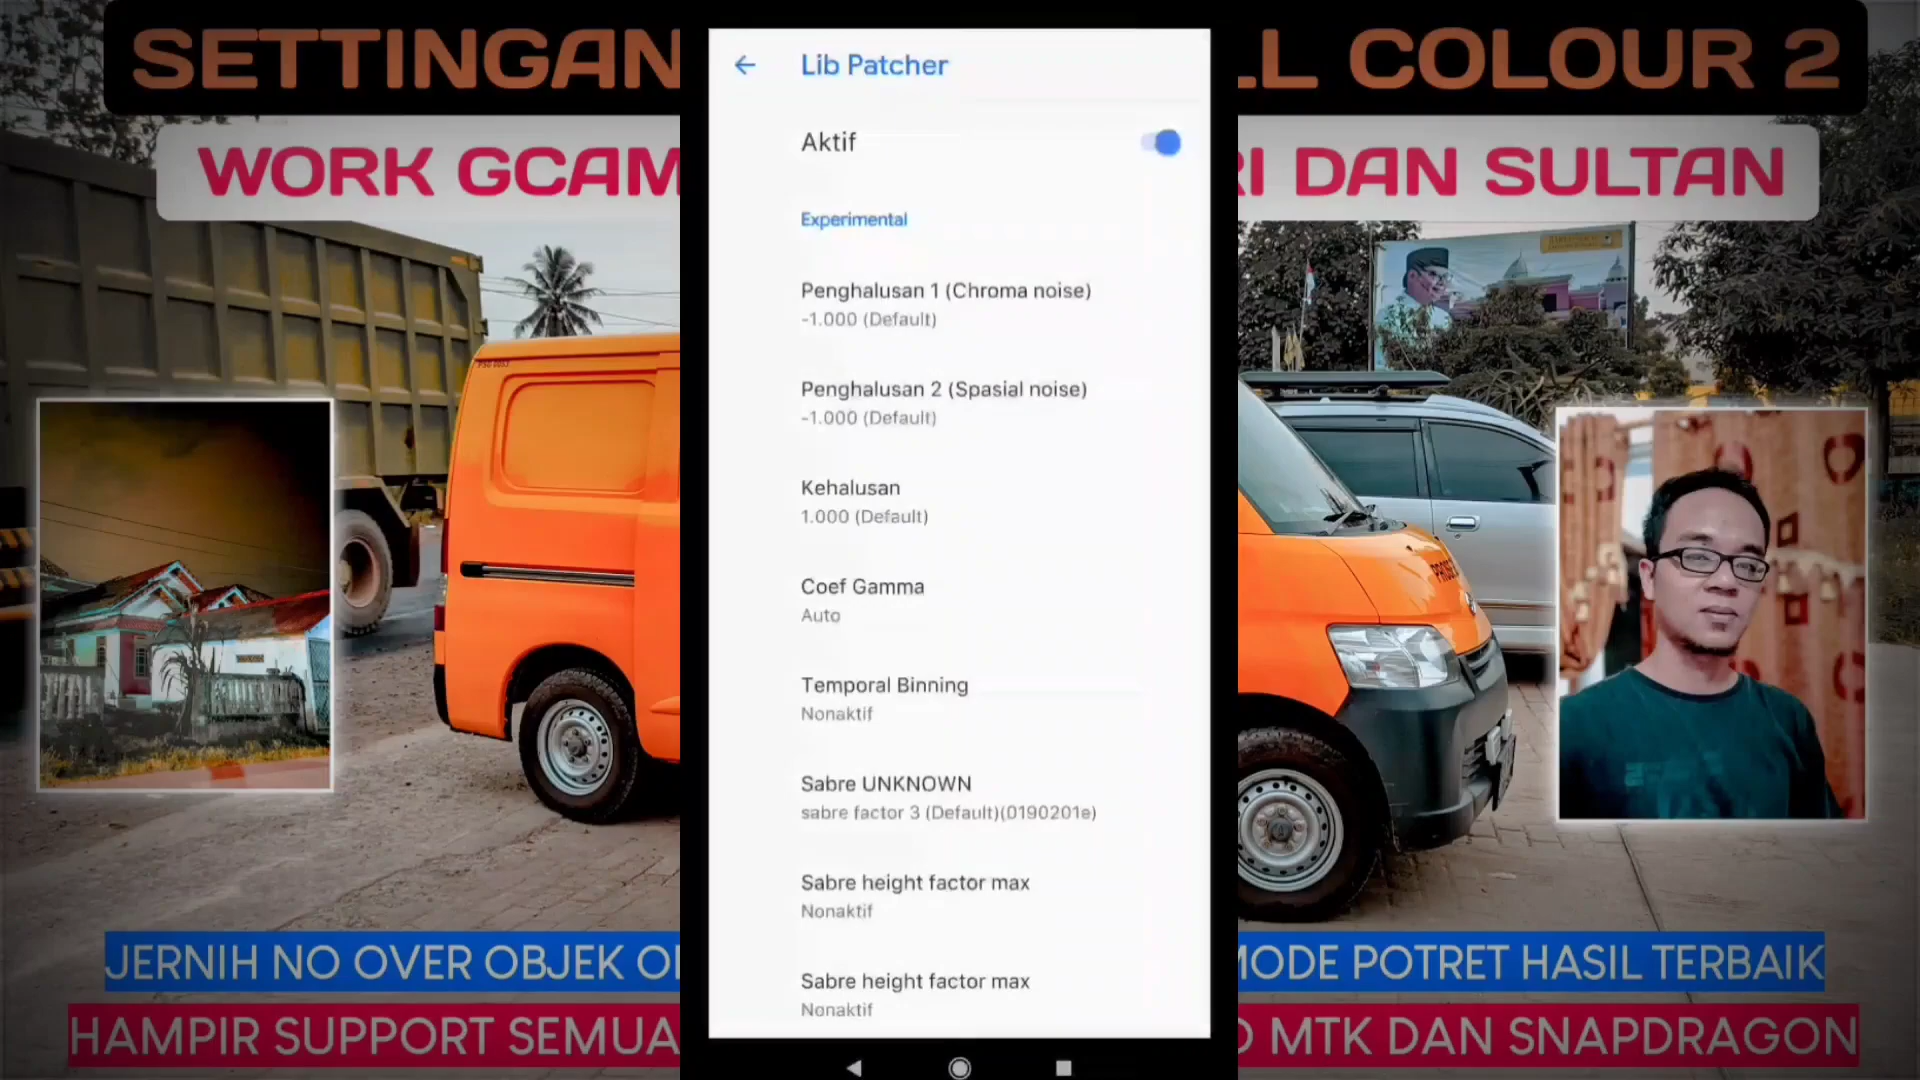 SETTINGAN LL COLOUR 2
WORK GCAM RI DAN SULTAN
Lib Patcher
Aktif
Experimental
Penghalusan 1 (Chroma noise)
-1.000 (Default)
Penghalusan 2 (Spasial noise)
-1.000 (Default)
Kehalusan
1.000 (Default)
Coef Gamma
Auto
Temporal Binning
Nonaktif
Sabre UNKNOWN
sabre factor 3 (Default)(0190201e)
Sabre height factor max
Nonaktif
Sabre height factor max
Nonaktif
JERNIH NO OVER OBJEK MODE POTRET HASIL TERBAIK
HAMPIR SUPPORT SEMUA MTK DAN SNAPDRAGON